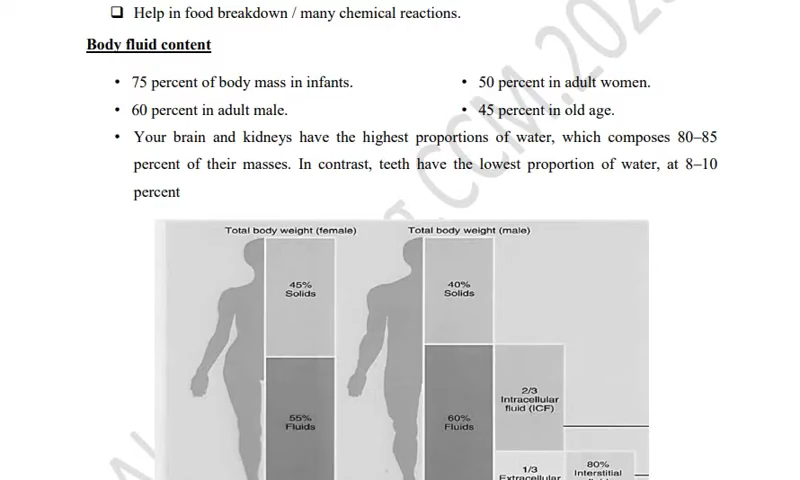 ❑ Help in food breakdown / many chemical reactions.
Body fluid content
• 75 percent of body mass in infants.
• 50 percent in adult women.
• 60 percent in adult male.
• 45 percent in old age.
• Your brain and kidneys have the highest proportions of water, which composes 80–85
percent of their masses. In contrast, teeth have the lowest proportion of water, at 8–10
percent
Total body weight (female)
Total body weight (male)
45%
Solids
40%
Solids
2/3
Intracellular
fluid (ICF)
55%
Fluids
60%
Fluids
1/3
Extracellular
80%
Interstitial